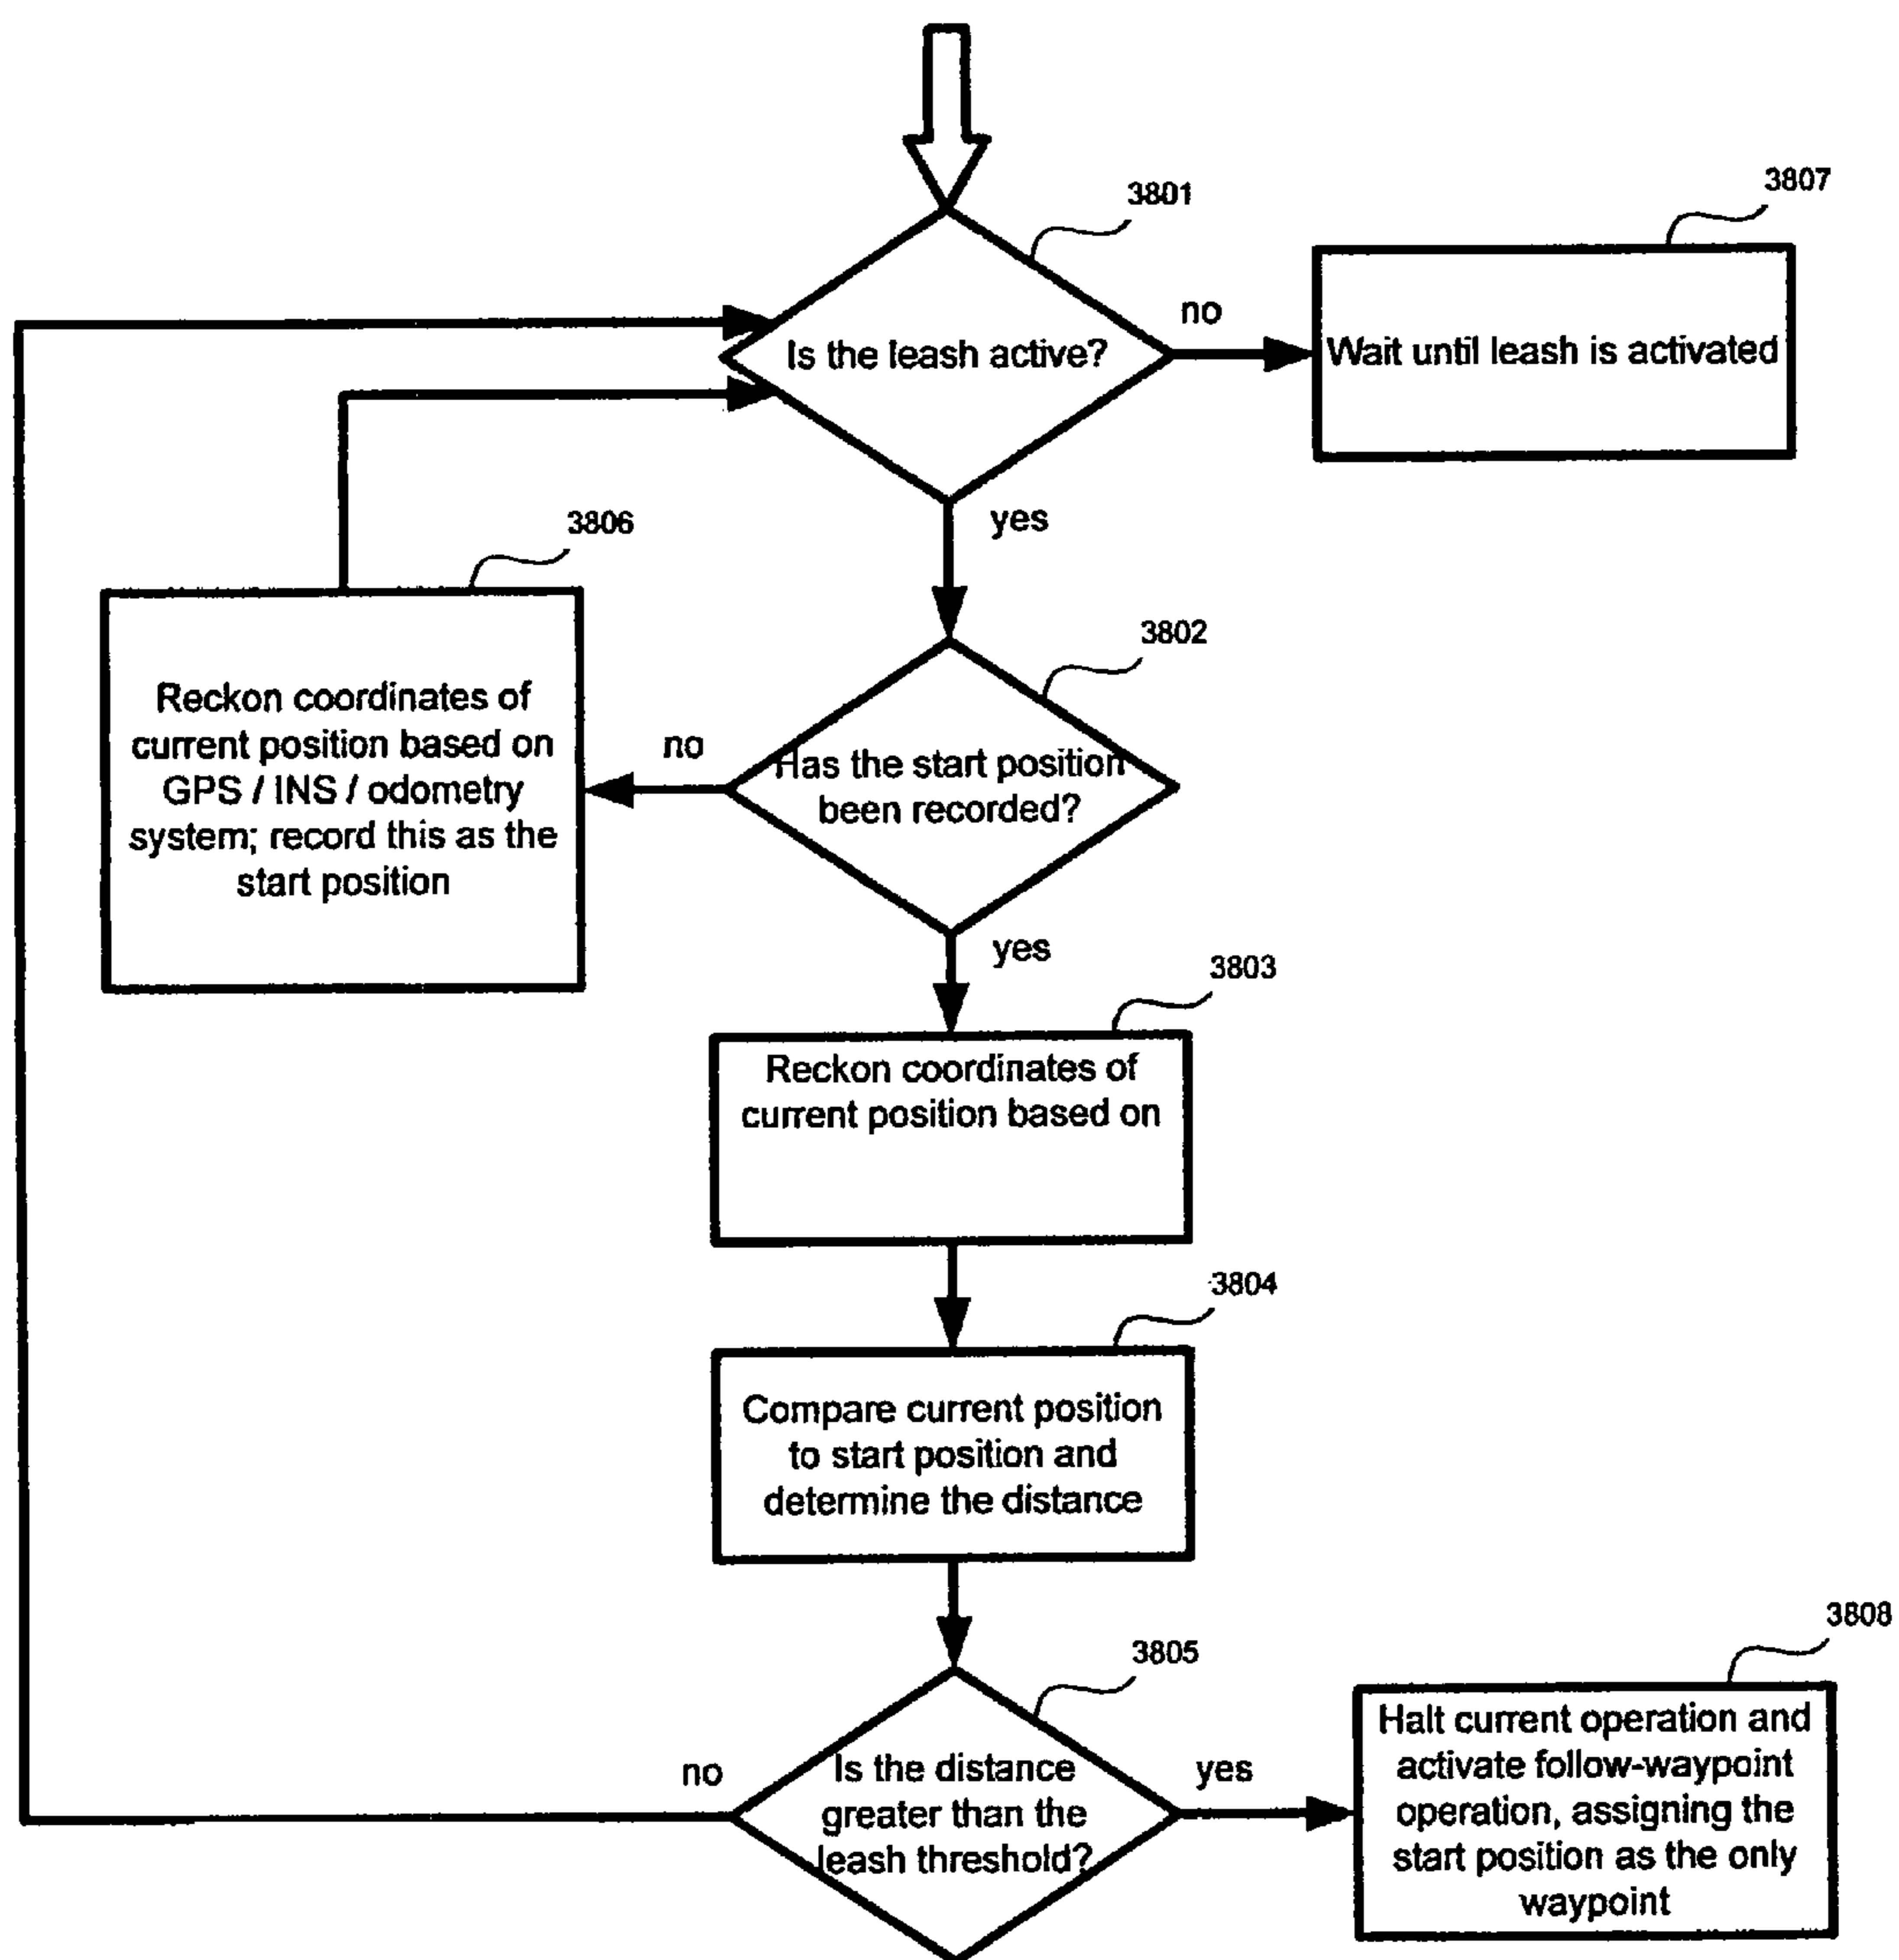 3801
3807
no
Is the leash active?
Wait until leash is activated
yes
3806
3802
Reckon coordinates of
current position based on
GPS / INS / odometry
system; record this as the
start position
no
Has the start position
been recorded?
yes
3803
Reckon coordinates of
current position based on
3804
Compare current position
to start position and
determine the distance
3805
3808
no
Is the distance
greater than the
leash threshold?
yes
Halt current operation and
activate follow-waypoint
operation, assigning the
start position as the only
waypoint